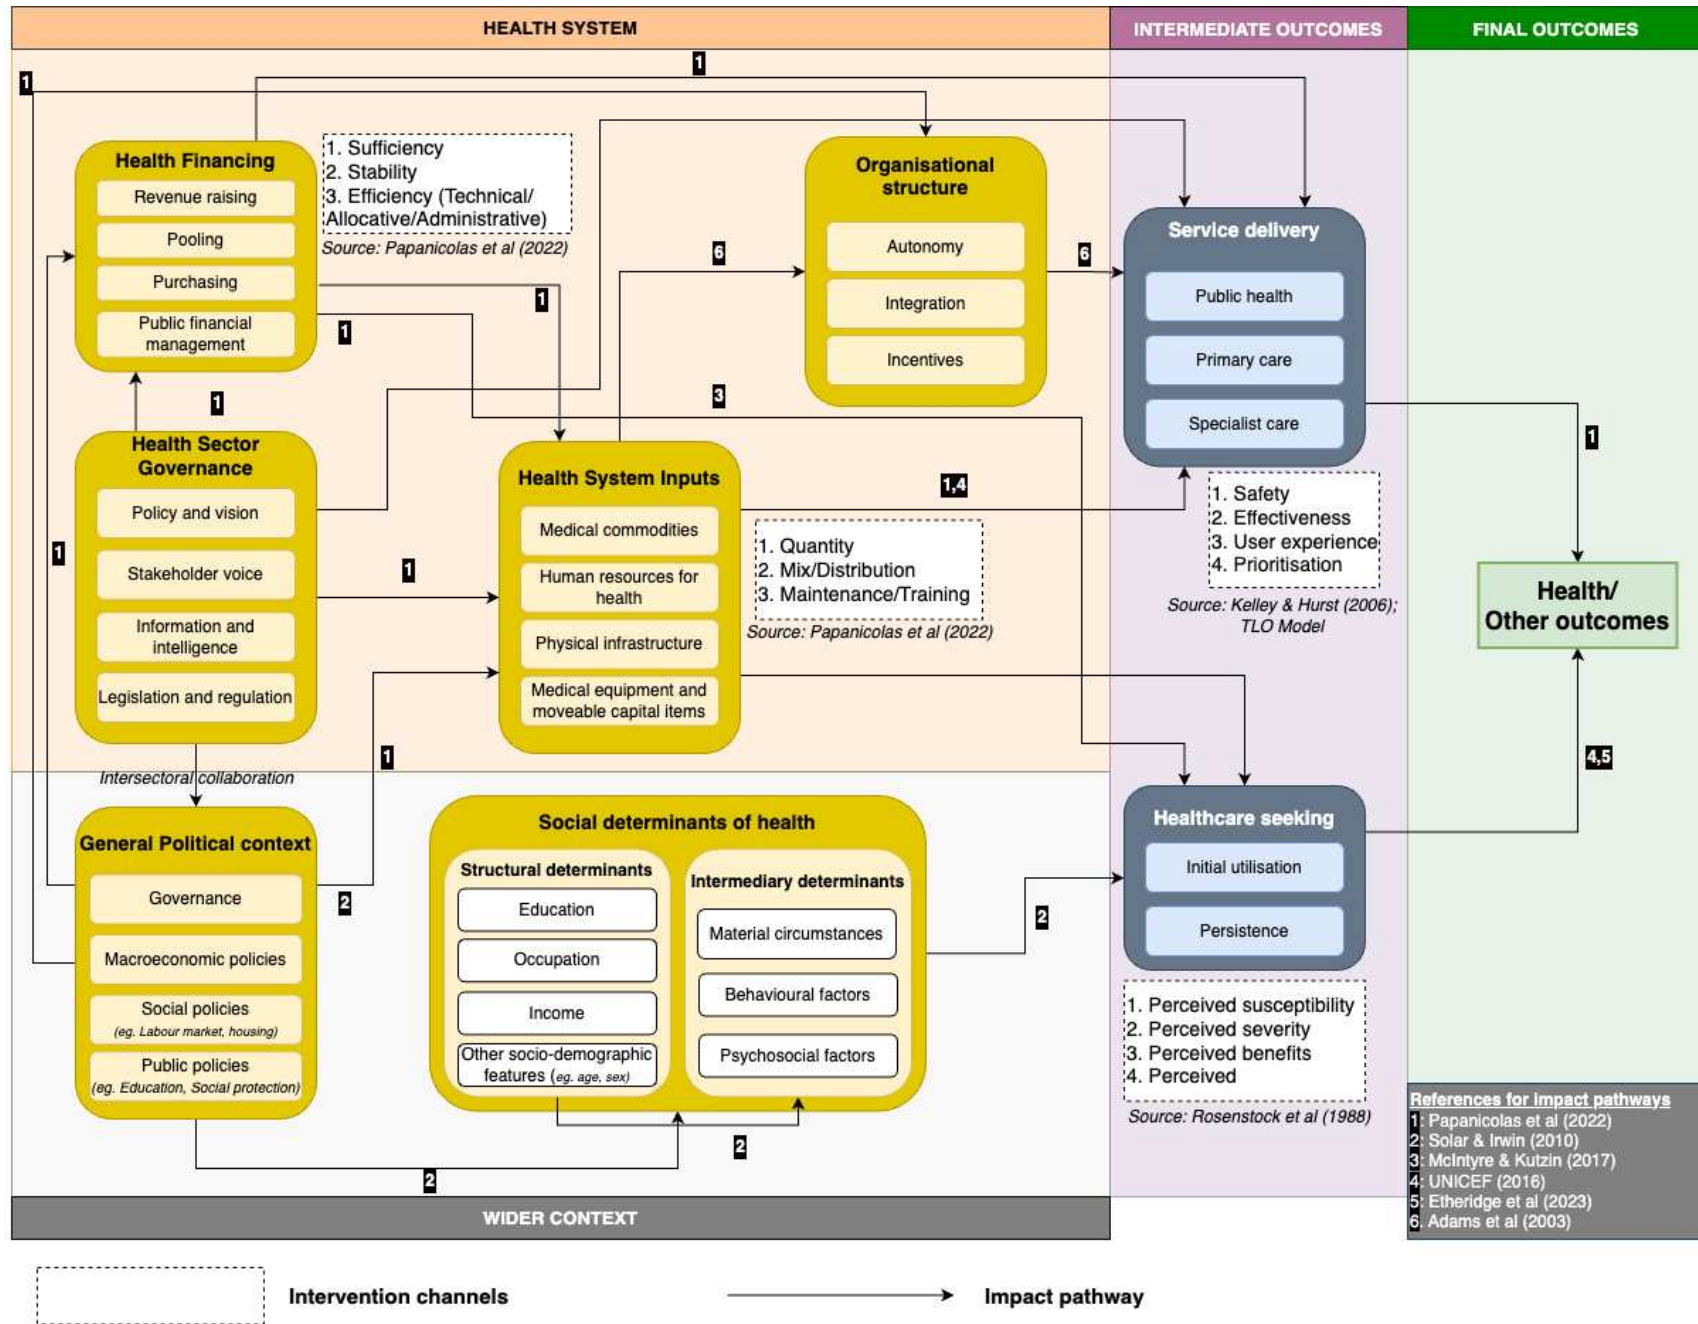 HEALTH SYSTEM
INTERMEDIATE OUTCOMES
FINAL OUTCOMES
1
1
Health Financing
Revenue raising
Pooling
Purchasing
Public financial
management
1. Sufficiency
2. Stability
3. Efficiency (Technical/
Allocative/Administrative)
Source: Papanicolas et al (2022)
Organisational
structure
Autonomy
Integration
Incentives
6
6
1
1
3
1
Service delivery
Public health
Primary care
Specialist care
1. Safety
2. Effectiveness
3. User experience
4. Prioritisation
Source: Kelley & Hurst (2006);
TLO Model
1
Health/
Other outcomes
4,5
Health Sector
Governance
Policy and vision
Stakeholder voice
Information and
intelligence
Legislation and regulation
1
1
Health System Inputs
Medical commodities
Human resources for
health
Physical infrastructure
Medical equipment and
moveable capital items
1,4
1. Quantity
2. Mix/Distribution
3. Maintenance/Training
Source: Papanicolas et al (2022)
1
Intersectoral collaboration
General Political context
Governance
Macroeconomic policies
Social policies
(eg. Labour market, housing)
Public policies
(eg. Education, Social protection)
2
Social determinants of health
Structural determinants
Education
Occupation
Income
Other socio-demographic
features (eg. age, sex)
Intermediary determinants
Material circumstances
Behavioural factors
Psychosocial factors
2
2
2
Healthcare seeking
Initial utilisation
Persistence
1. Perceived susceptibility
2. Perceived severity
3. Perceived benefits
4. Perceived
Source: Rosenstock et al (1988)
References for impact pathways
1: Papanicolas et al (2022)
2: Solar & Irwin (2010)
3: McIntyre & Kutzin (2017)
4: UNICEF (2016)
5: Etheridge et al (2023)
6. Adams et al (2003)
WIDER CONTEXT
Intervention channels
Impact pathway